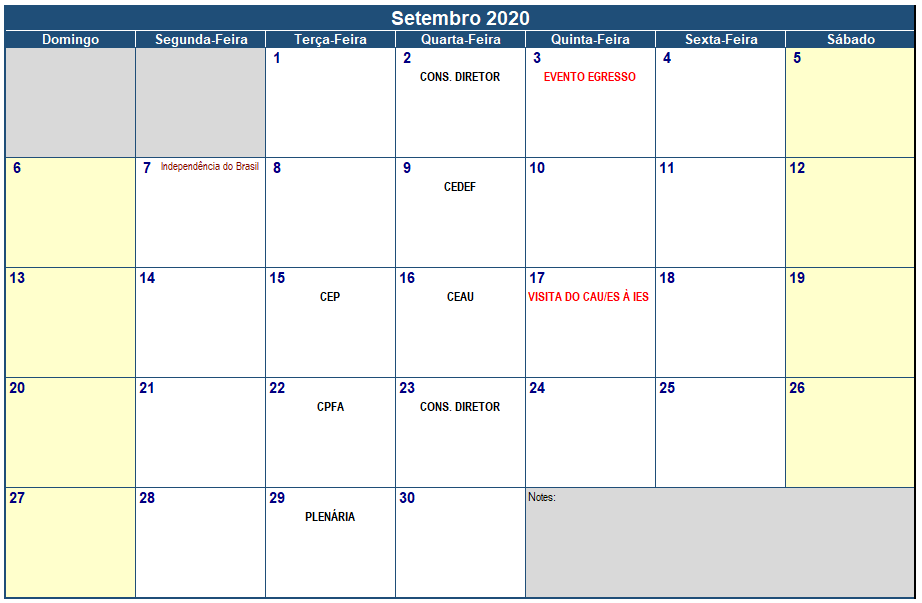 Setembro 2020
Domingo Segunda-Feira Terça-Feira Quarta-Feira Quinta-Feira Sexta-Feira Sábado
1 2 3 4 5
CONS. DIRETOR EVENTO EGRESSO
6 7 Independência do Brasil 8 9 10 11 12
CEDEF
13 14 15 16 17 18 19
CEP CEAU VISITA DO CAU/ES À IES
20 21 22 23 24 25 26
CPFA CONS. DIRETOR
27 28 29 30 Notes:
PLENÁRIA